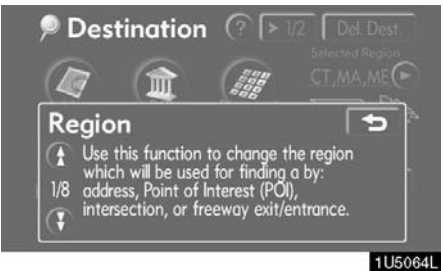 Destination ? 1/2 Del. Dest.
Selected Region
CT,MA,ME
Region
Use this function to change the region
which will be used for finding a by:
1/8 address, Point of Interest (POI),
intersection, or freeway exit/entrance.
1U5064L